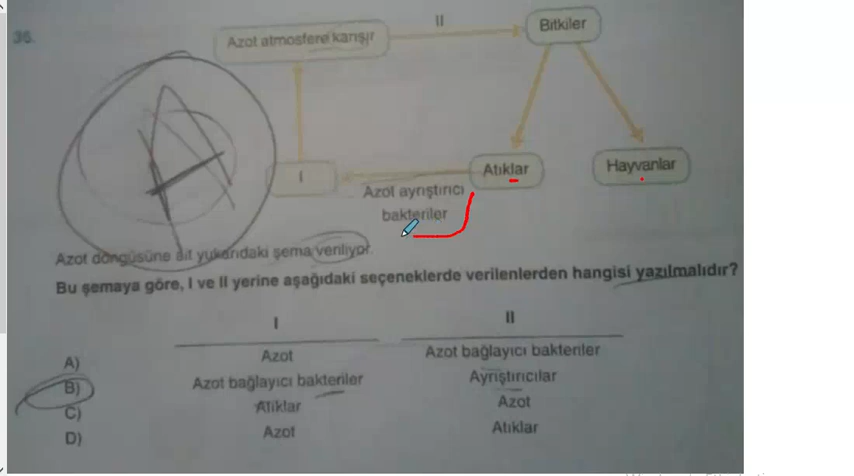 36.
Azot atmosfere karışır
II
Bitkiler
I
Azot ayrıştırıcı
bakteriler
Atıklar
Hayvanlar
A
Azot döngüsüne ait yukarıdaki şema veriliyor.
Bu şemaya göre, I ve II yerine aşağıdaki seçeneklerde verilenlerden hangisi yazılmalıdır?
I II
A) Azot Azot bağlayıcı bakteriler
B) Azot bağlayıcı bakteriler Ayrıştırıcılar
C) Atıklar Azot
D) Azot Atıklar